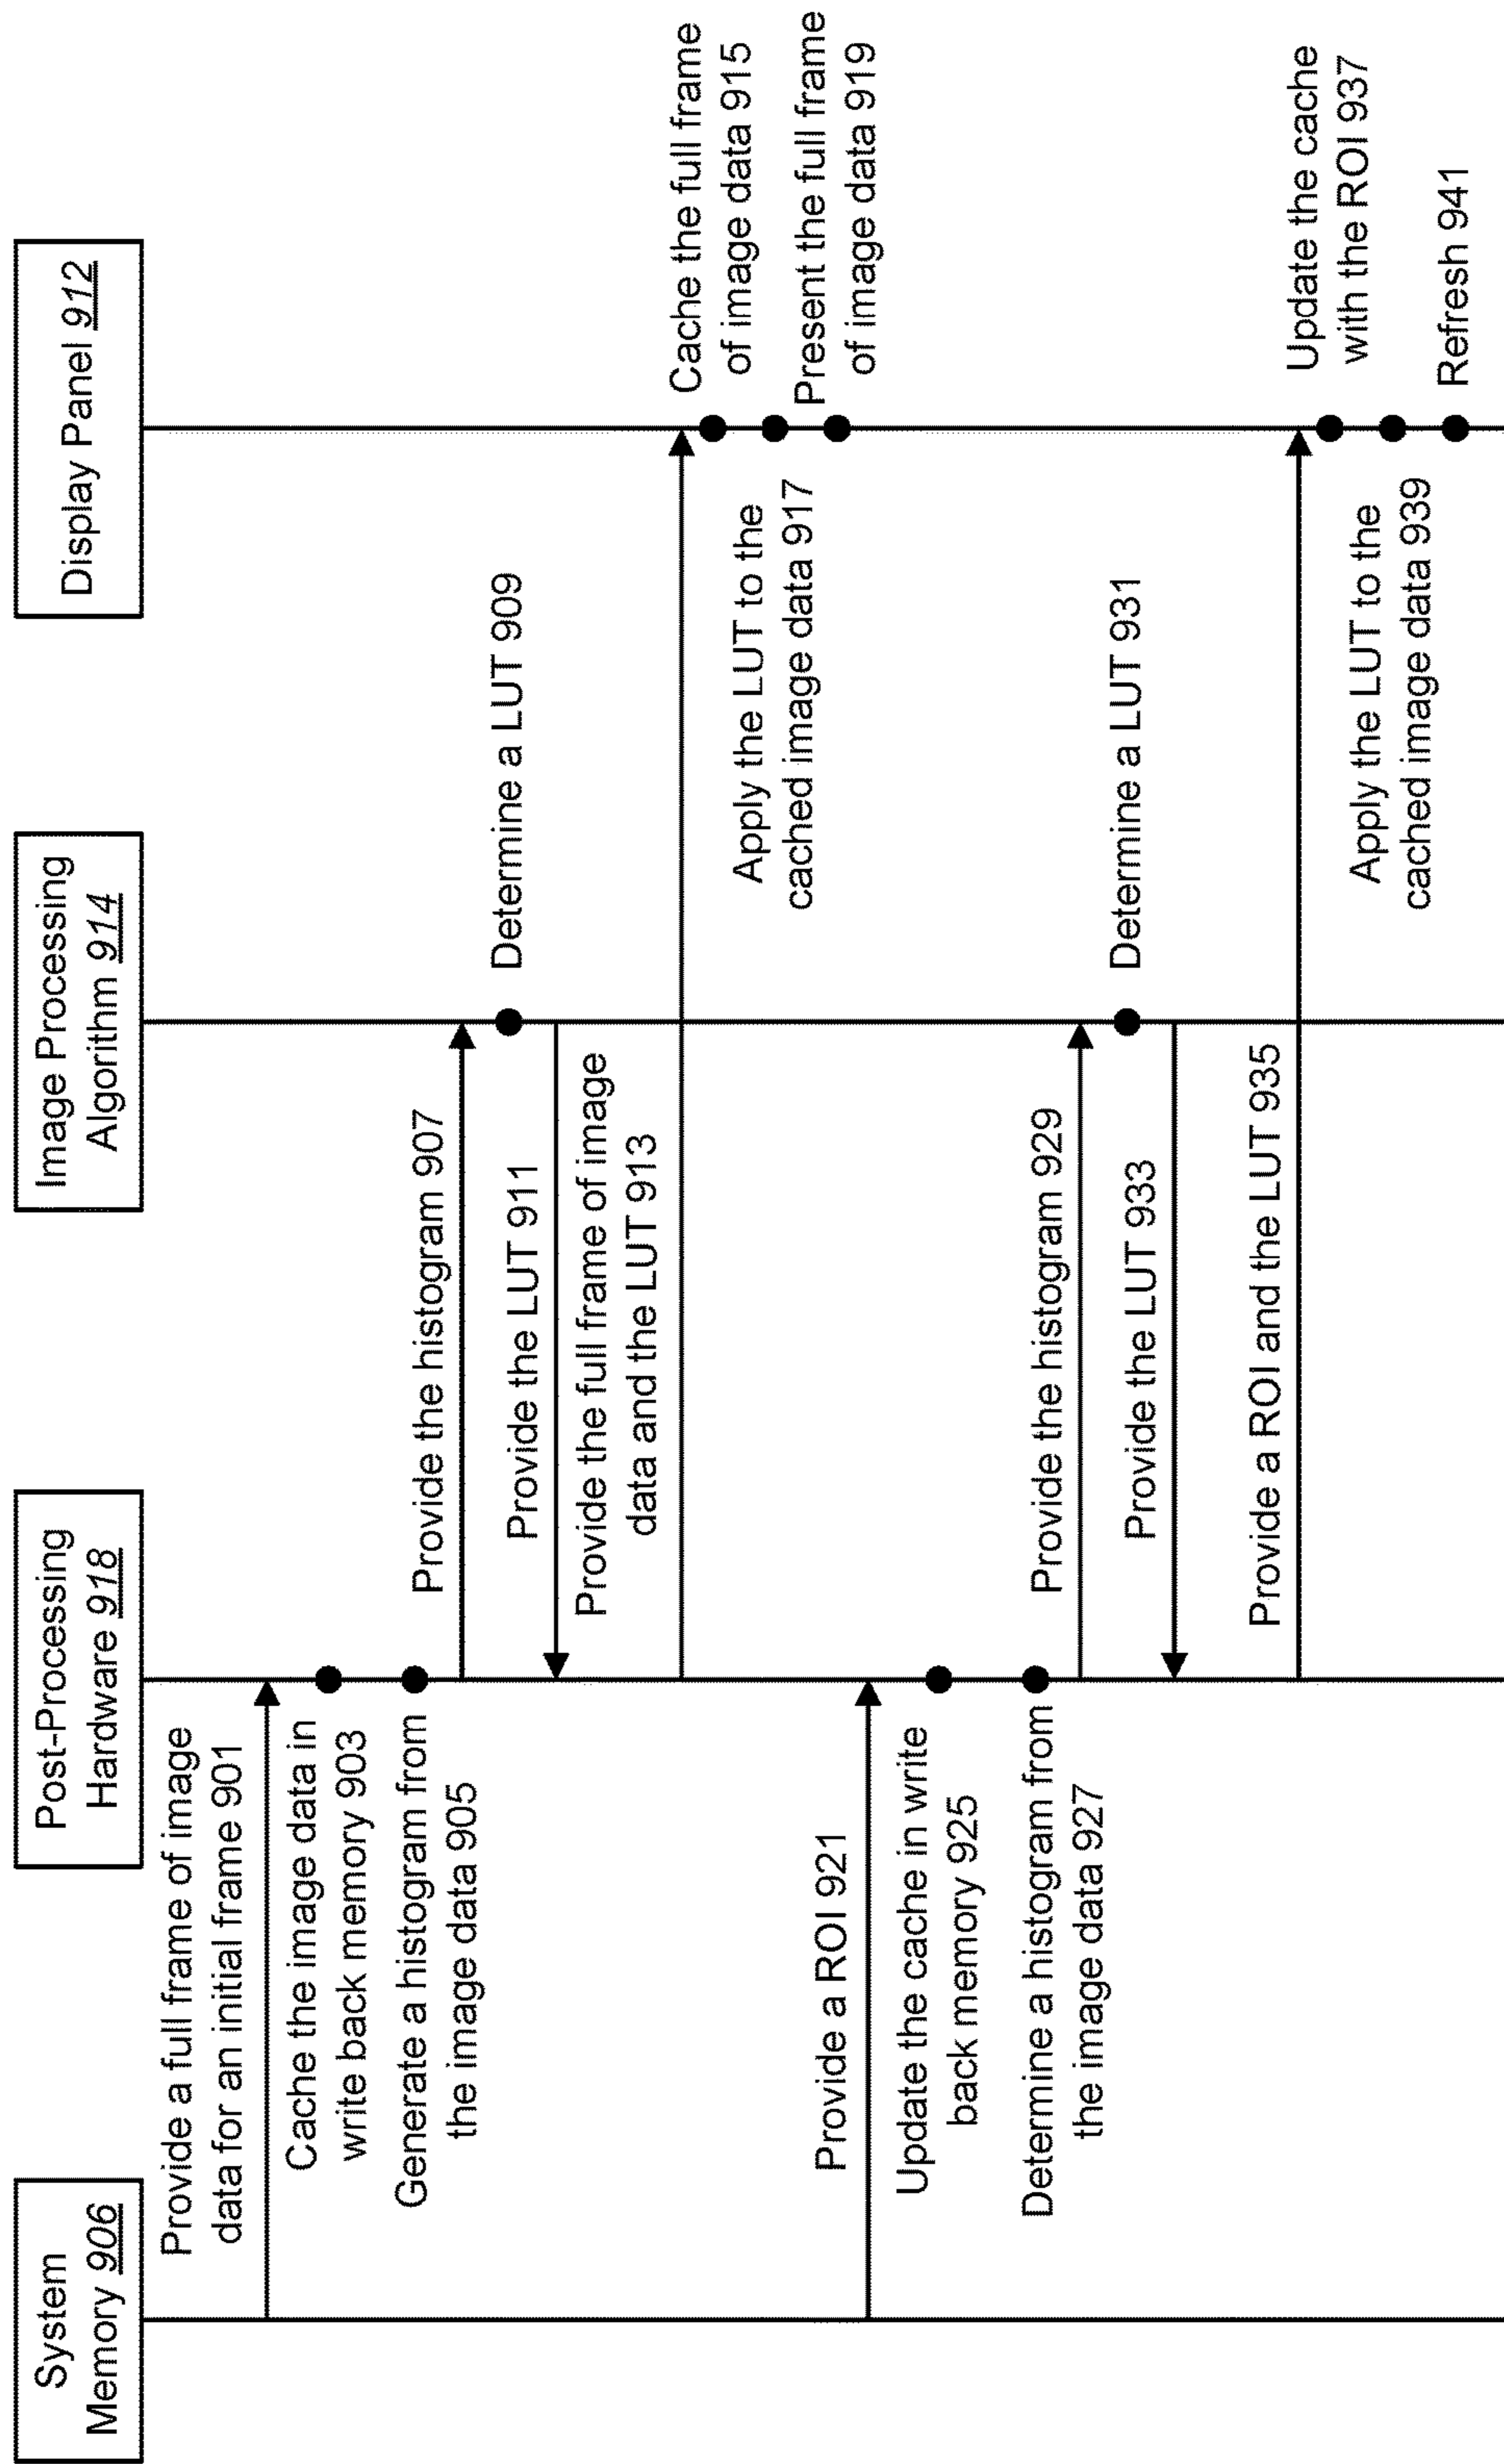 System
Memory 906
Post-Processing
Hardware 918
Image Processing
Algorithm 914
Display Panel 912
Provide a full frame of image
data for an initial frame 901
Cache the image data in
write back memory 903
Generate a histogram from
the image data 905
Provide the histogram 907
Determine a LUT 909
Provide the LUT 911
Provide the full frame of image
data and the LUT 913
Cache the full frame
of image data 915
Apply the LUT to the
cached image data 917
Present the full frame
of image data 919
Provide a ROI 921
Update the cache in write
back memory 925
Determine a histogram from
the image data 927
Provide the histogram 929
Determine a LUT 931
Provide the LUT 933
Provide a ROI and the LUT 935
Update the cache
with the ROI 937
Apply the LUT to the
cached image data 939
Refresh 941